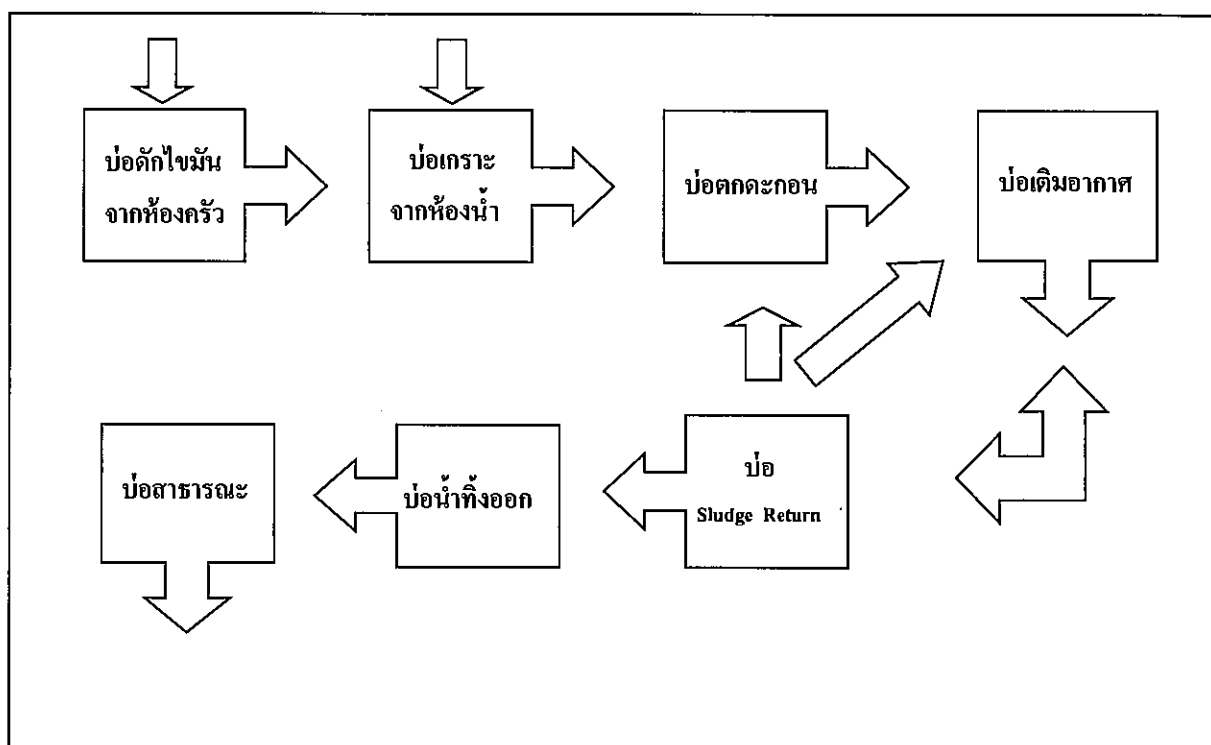 บ่อดักไขมัน
จากห้องครัว
บ่อเกราะ
จากห้องน้ำ
บ่อตกตะกอน
บ่อเติมอากาศ
บ่อสาธารณะ
บ่อน้ำทิ้งออก
บ่อ
Sludge Return